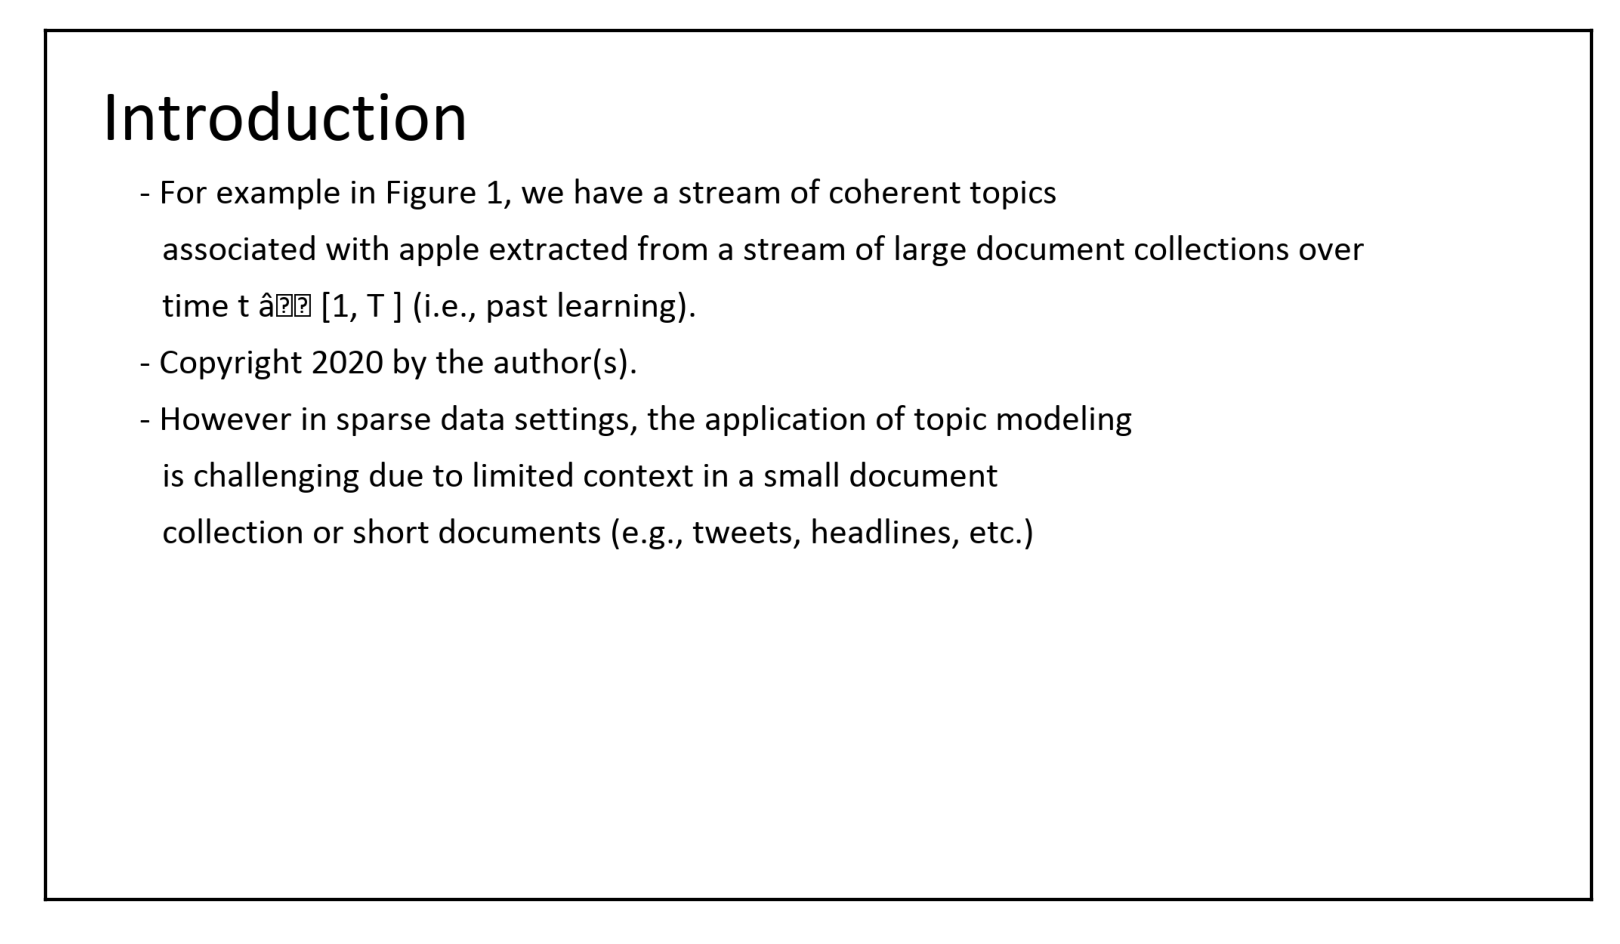 Introduction
- For example in Figure 1, we have a stream of coherent topics
associated with apple extracted from a stream of large document collections over
time t â�� [1, T ] (i.e., past learning).
- Copyright 2020 by the author(s).
- However in sparse data settings, the application of topic modeling
is challenging due to limited context in a small document
collection or short documents (e.g., tweets, headlines, etc.)